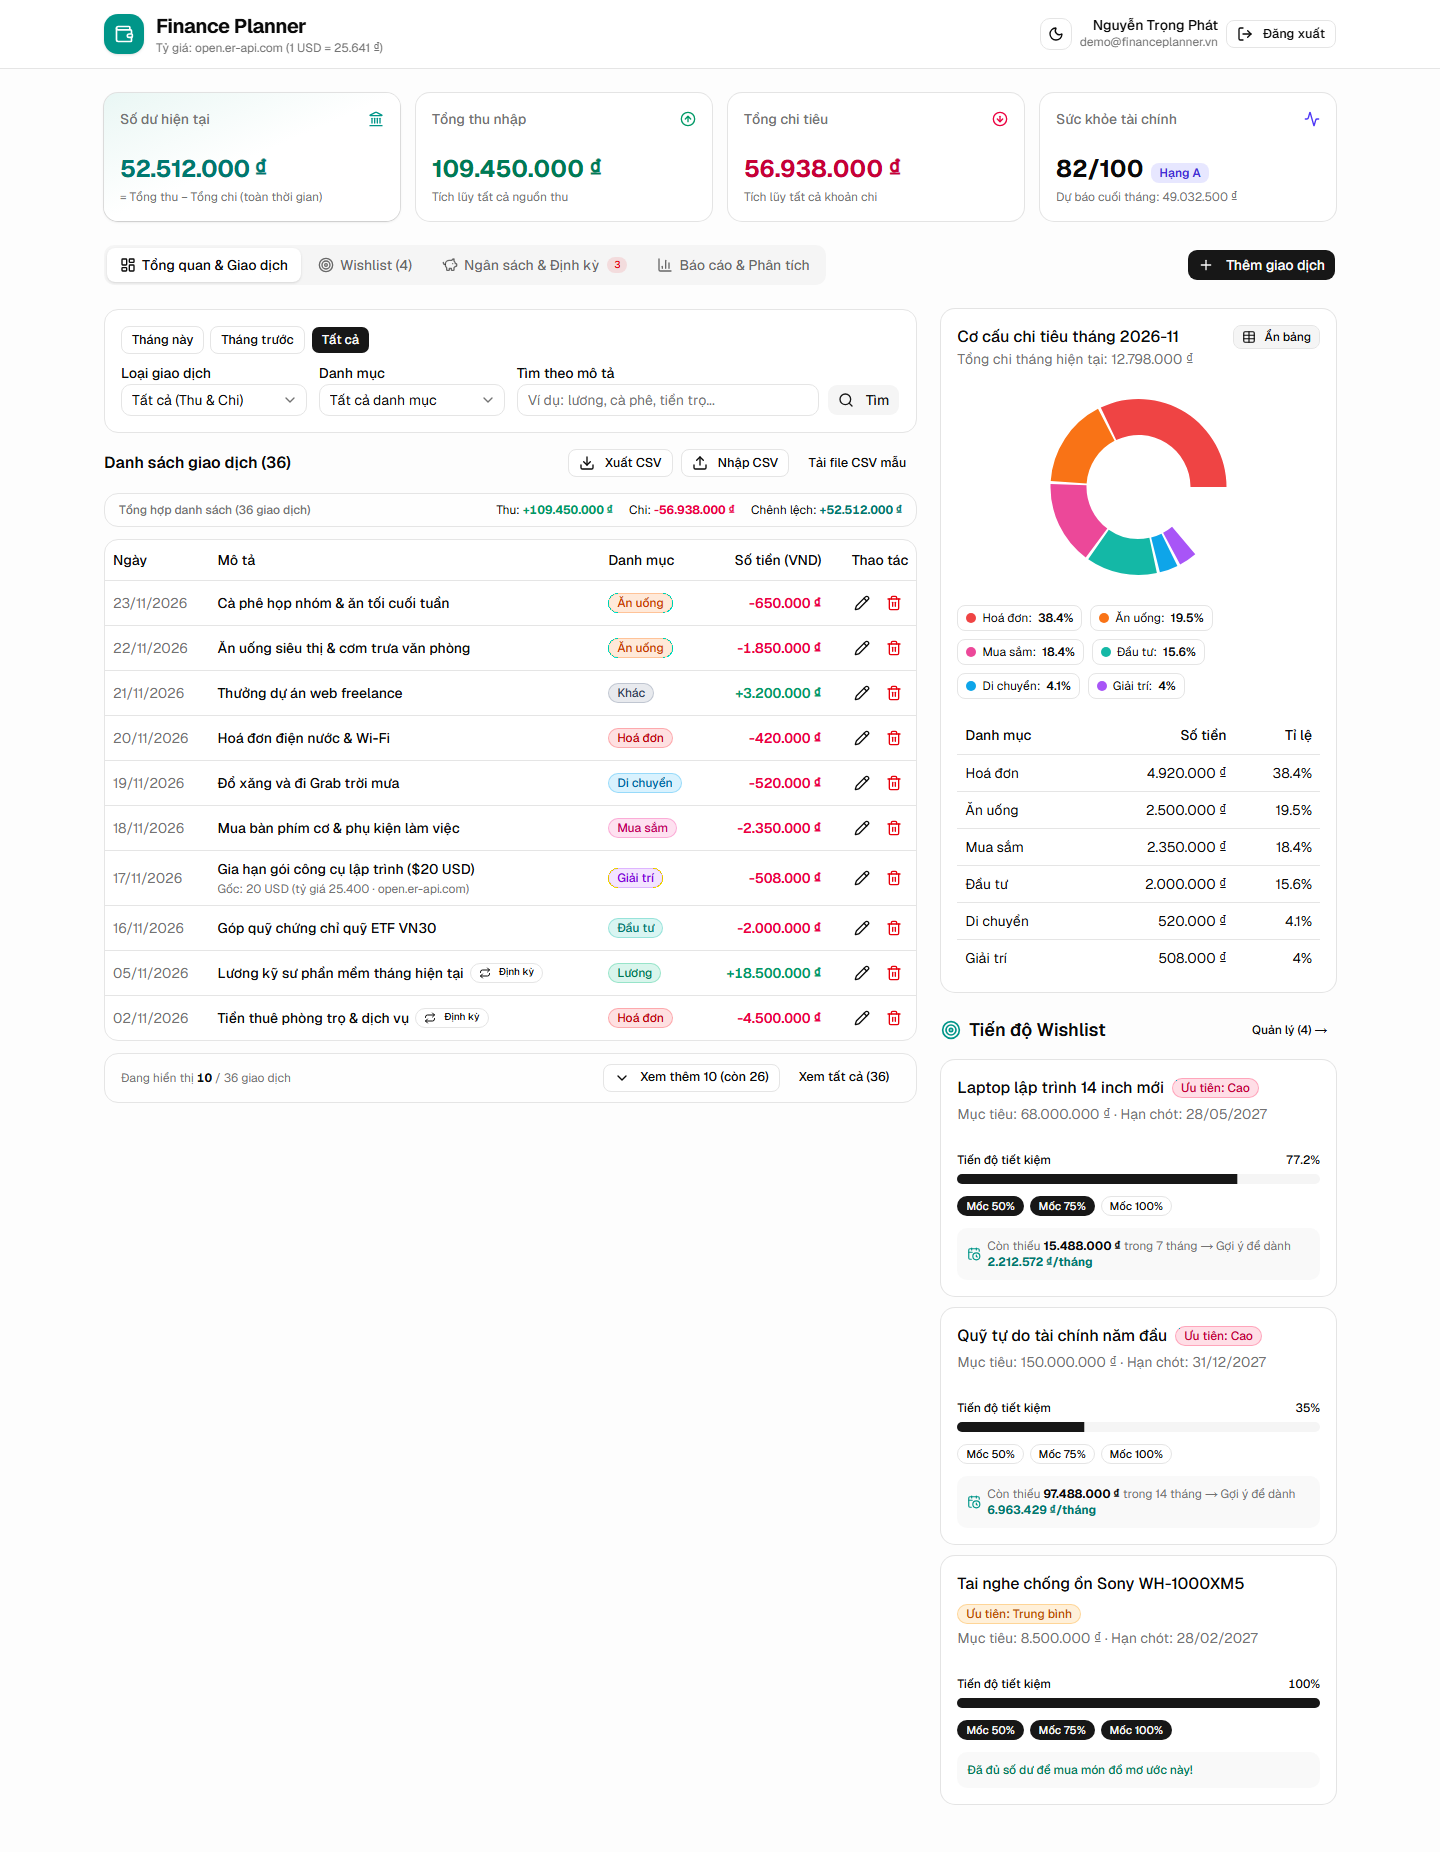 Finance Planner
Tỷ giá: open.er-api.com (1 USD = 25.641 ₫)
Nguyễn Trọng Phát
demo@financeplanner.vn
Đăng xuất
Số dư hiện tại
52.512.000 ₫
= Tổng thu − Tổng chi (toàn thời gian)
Tổng thu nhập
109.450.000 ₫
Tích lũy tất cả nguồn thu
Tổng chi tiêu
56.938.000 ₫
Tích lũy tất cả khoản chi
Sức khỏe tài chính
82/100 Hạng A
Dự báo cuối tháng: 49.032.500 ₫
Tổng quan & Giao dịch
Wishlist (4)
Ngân sách & Định kỳ 3
Báo cáo & Phân tích
Thêm giao dịch
Tháng này
Tháng trước
Tất cả
Loại giao dịch
Tất cả (Thu & Chi)
Danh mục
Tất cả danh mục
Tìm theo mô tả
Ví dụ: lương, cà phê, tiền trọ...
Tìm
Danh sách giao dịch (36)
Xuất CSV
Nhập CSV
Tải file CSV mẫu
Tổng hợp danh sách (36 giao dịch)
Thu: +109.450.000 ₫ Chi: -56.938.000 ₫ Chênh lệch: +52.512.000 ₫
Ngày Mô tả Danh mục Số tiền (VND) Thao tác
23/11/2026 Cà phê họp nhóm & ăn tối cuối tuần Ăn uống -650.000 ₫
22/11/2026 Ăn uống siêu thị & cơm trưa văn phòng Ăn uống -1.850.000 ₫
21/11/2026 Thưởng dự án web freelance Khác +3.200.000 ₫
20/11/2026 Hoá đơn điện nước & Wi-Fi Hoá đơn -420.000 ₫
19/11/2026 Đổ xăng và đi Grab trời mưa Di chuyển -520.000 ₫
18/11/2026 Mua bàn phím cơ & phụ kiện làm việc Mua sắm -2.350.000 ₫
17/11/2026 Gia hạn gói công cụ lập trình ($20 USD) Giải trí -508.000 ₫
Gốc: 20 USD (tỷ giá 25.400 · open.er-api.com)
16/11/2026 Góp quỹ chứng chỉ quỹ ETF VN30 Đầu tư -2.000.000 ₫
05/11/2026 Lương kỹ sư phần mềm tháng hiện tại Định kỳ Lương +18.500.000 ₫
02/11/2026 Tiền thuê phòng trọ & dịch vụ Định kỳ Hoá đơn -4.500.000 ₫
Đang hiển thị 10 / 36 giao dịch
Xem thêm 10 (còn 26)
Xem tất cả (36)
Cơ cấu chi tiêu tháng 2026-11
Ẩn bảng
Tổng chi tháng hiện tại: 12.798.000 ₫
Hoá đơn: 38.4%
Ăn uống: 19.5%
Mua sắm: 18.4%
Đầu tư: 15.6%
Di chuyển: 4.1%
Giải trí: 4%
Danh mục Số tiền Tỉ lệ
Hoá đơn 4.920.000 ₫ 38.4%
Ăn uống 2.500.000 ₫ 19.5%
Mua sắm 2.350.000 ₫ 18.4%
Đầu tư 2.000.000 ₫ 15.6%
Di chuyển 520.000 ₫ 4.1%
Giải trí 508.000 ₫ 4%
Tiến độ Wishlist
Quản lý (4) →
Laptop lập trình 14 inch mới Ưu tiên: Cao
Mục tiêu: 68.000.000 ₫ · Hạn chót: 28/05/2027
Tiến độ tiết kiệm 77.2%
Mốc 50% Mốc 75% Mốc 100%
Còn thiếu 15.488.000 ₫ trong 7 tháng → Gợi ý để dành
2.212.572 ₫/tháng
Quỹ tự do tài chính năm đầu Ưu tiên: Cao
Mục tiêu: 150.000.000 ₫ · Hạn chót: 31/12/2027
Tiến độ tiết kiệm 35%
Mốc 50% Mốc 75% Mốc 100%
Còn thiếu 97.488.000 ₫ trong 14 tháng → Gợi ý để dành
6.963.429 ₫/tháng
Tai nghe chống ồn Sony WH-1000XM5
Ưu tiên: Trung bình
Mục tiêu: 8.500.000 ₫ · Hạn chót: 28/02/2027
Tiến độ tiết kiệm 100%
Mốc 50% Mốc 75% Mốc 100%
Đã đủ số dư để mua món đồ mơ ước này!